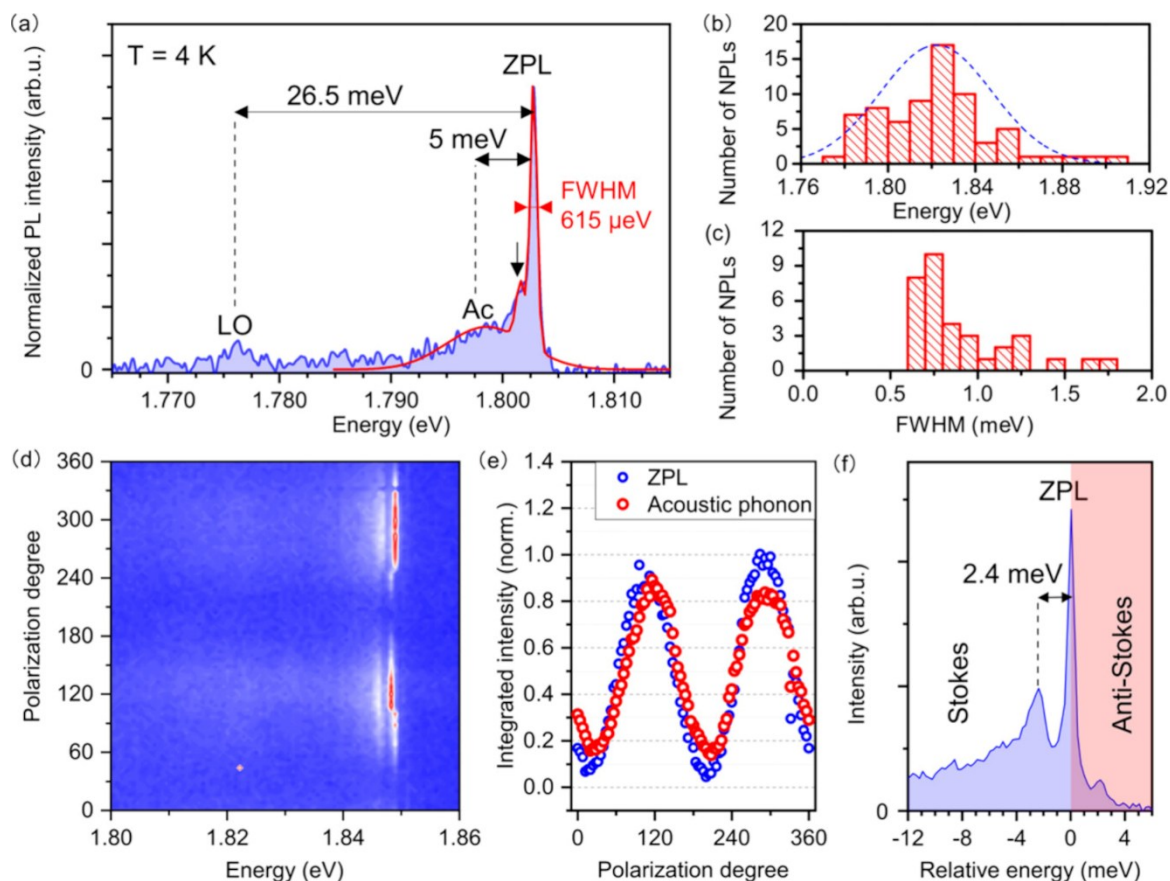 (a)
T = 4 K
ZPL
26.5 meV
5 meV
FWHM
615 μeV
LO
Ac
Normalized PL intensity (arb.u.)
0
1.770 1.780 1.790 1.800 1.810
Energy (eV)
(b)
Number of NPLs
20
15
10
5
0
1.76 1.80 1.84 1.88 1.92
Energy (eV)
(c)
Number of NPLs
12
9
6
3
0
0.0 0.5 1.0 1.5 2.0
FWHM (meV)
(d)
Polarization degree
360
300
240
180
120
60
0
1.80 1.82 1.84 1.86
Energy (eV)
(e)
Integrated intensity (norm.)
1.4
1.2
1.0
0.8
0.6
0.4
0.2
0.0
ZPL
Acoustic phonon
0 120 240 360
Polarization degree
(f)
ZPL
2.4 meV
Stokes
Anti-Stokes
Intensity (arb.u.)
0
-12 -8 -4 0 4
Relative energy (meV)